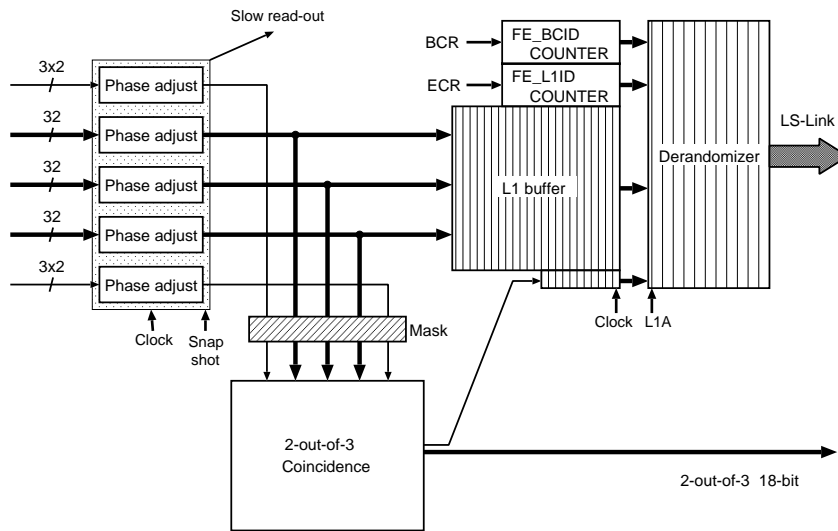 Slow read-out
BCR
FE_BCID
COUNTER
ECR
FE_L1ID
COUNTER
3x2
Phase adjust
32
Phase adjust
32
Phase adjust
32
Phase adjust
3x2
Phase adjust
L1 buffer
Derandomizer
LS-Link
Clock
Snap
shot
Mask
Clock
L1A
2-out-of-3
Coincidence
2-out-of-3 18-bit